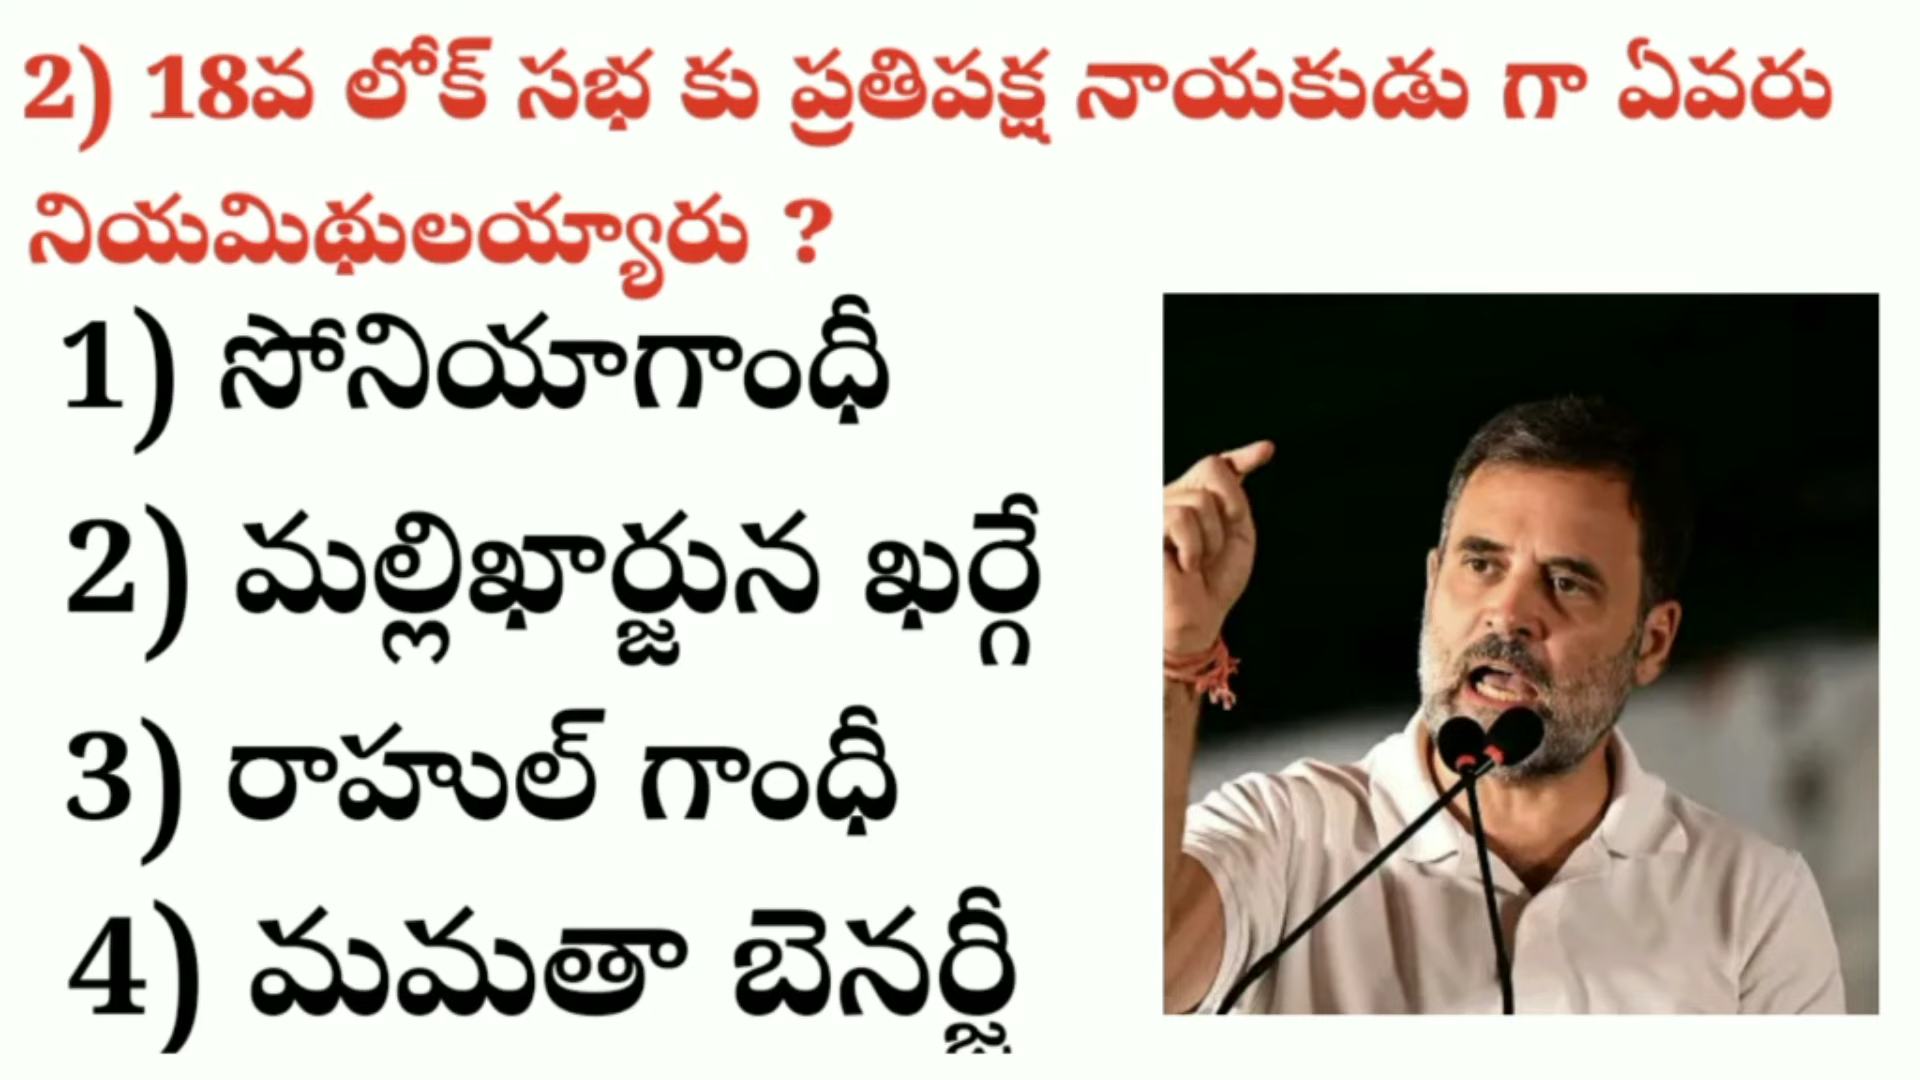 2) 18వ లోక్ సభ కు ప్రతిపక్ష నాయకుడు గా ఏవరు
నియమిథులయ్యారు ?
1) సోనియాగాంధీ
2) మల్లిఖార్జున ఖర్గే
3) రాహుల్ గాంధీ
4) మమతా బెనర్జీ